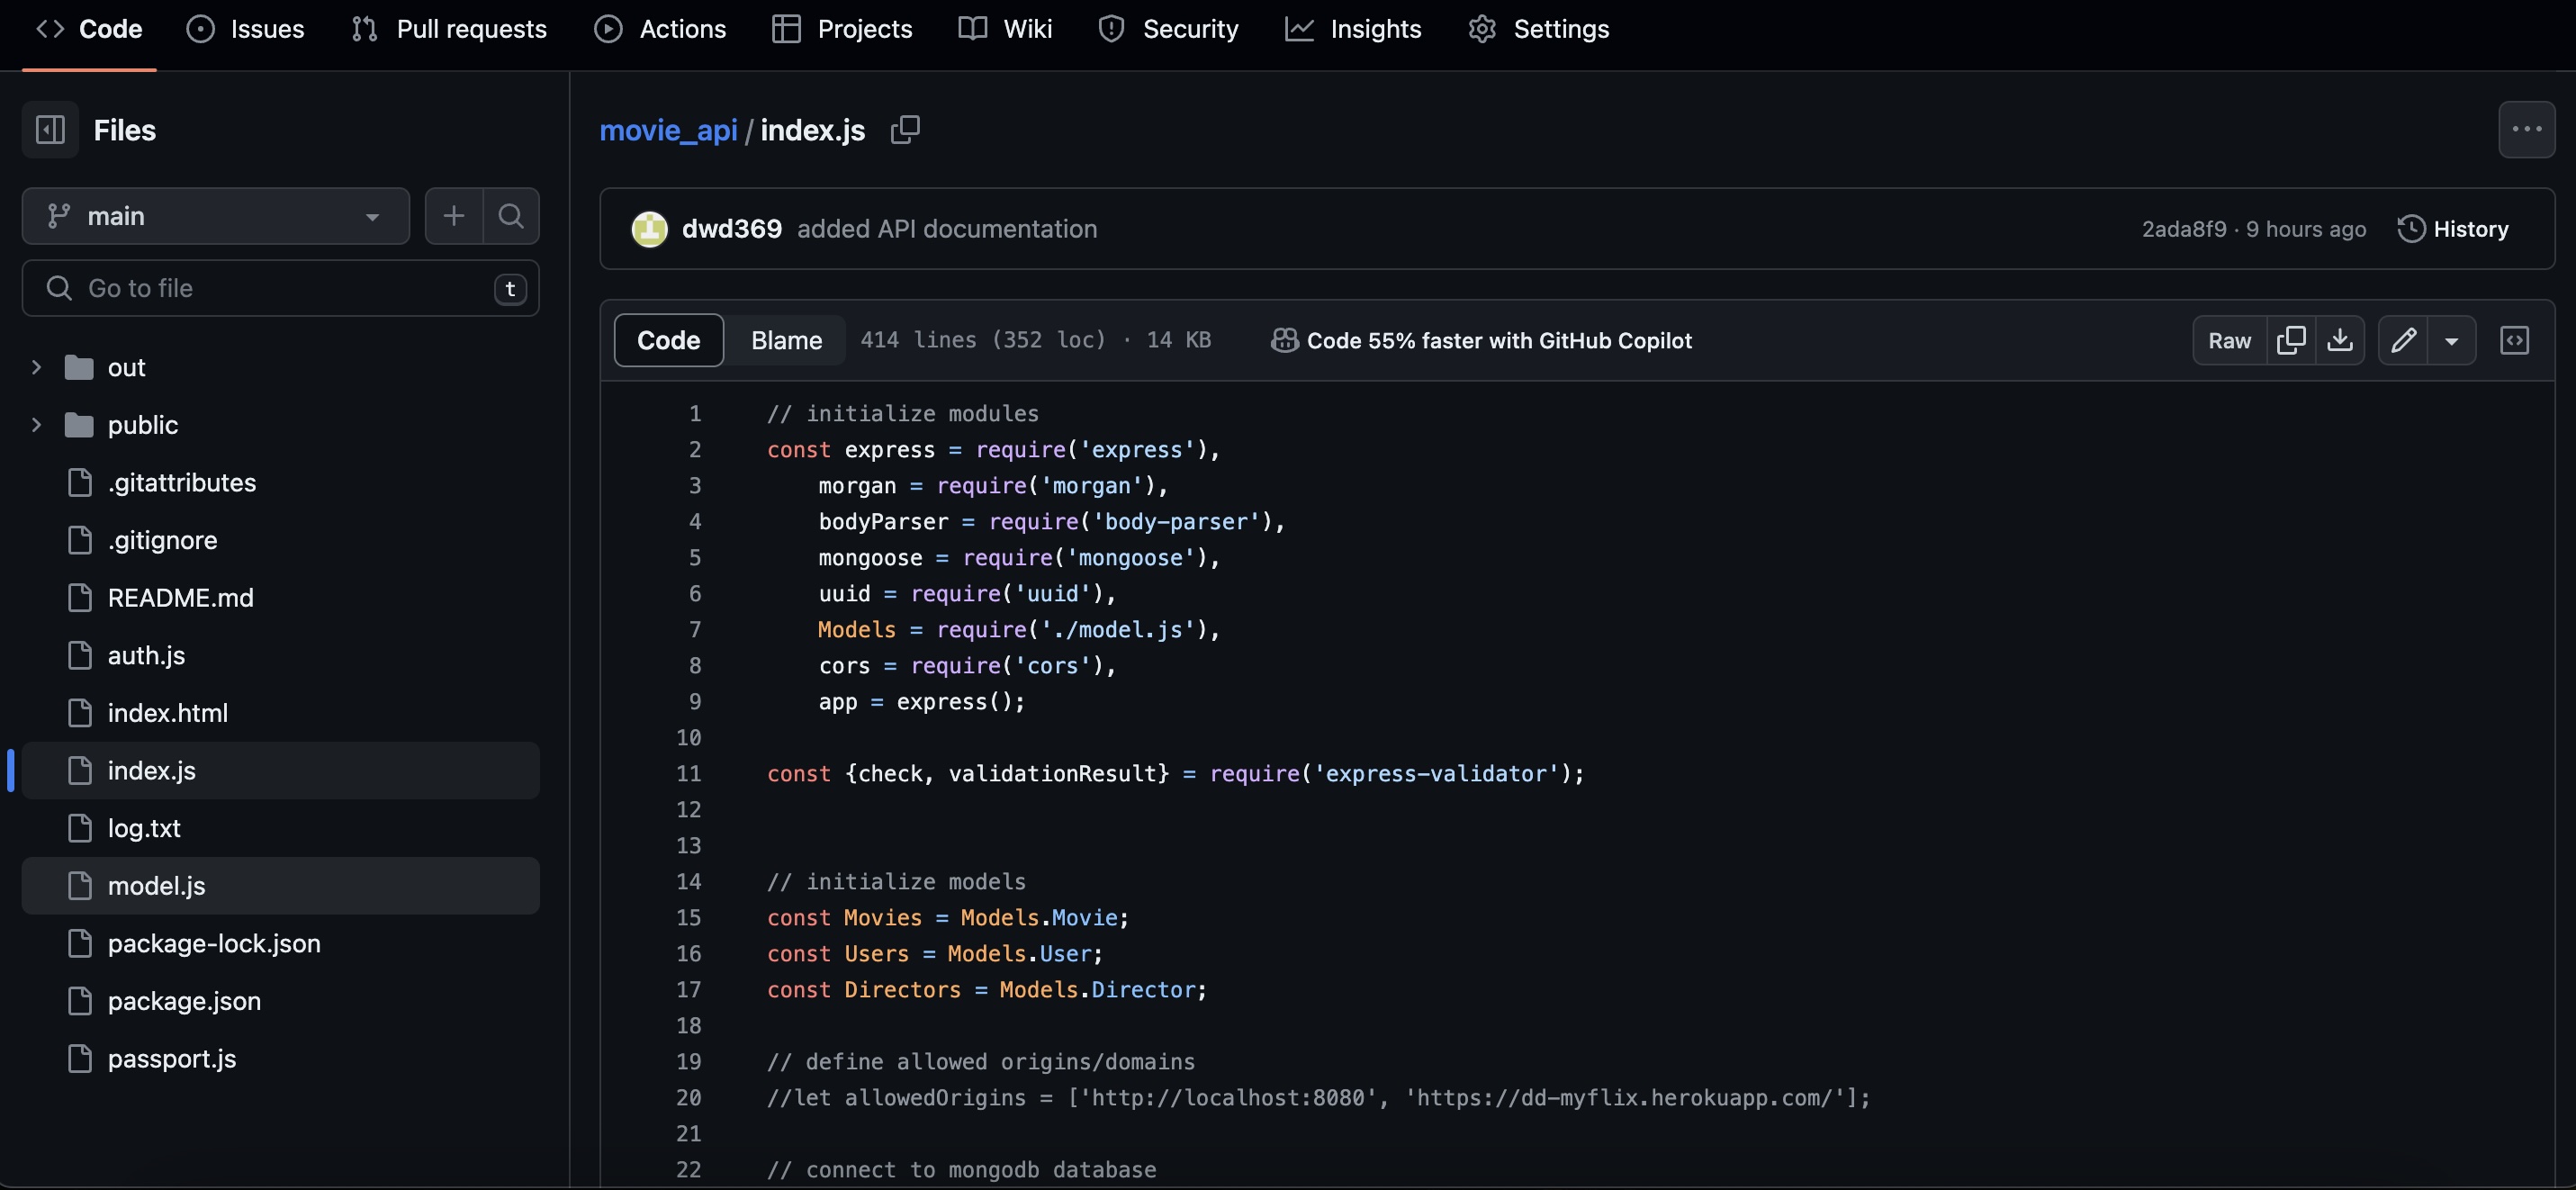 Code Issues Pull requests Actions Projects Wiki Security Insights Settings
Files
main
Go to file t
out
public
.gitattributes
.gitignore
README.md
auth.js
index.html
index.js
log.txt
model.js
package-lock.json
package.json
passport.js
movie_api / index.js
dwd369 added API documentation 2ada8f9 · 9 hours ago History
Code Blame 414 lines (352 loc) · 14 KB Code 55% faster with GitHub Copilot Raw
1 // initialize modules
2 const express = require('express'),
3 morgan = require('morgan'),
4 bodyParser = require('body-parser'),
5 mongoose = require('mongoose'),
6 uuid = require('uuid'),
7 Models = require('./model.js'),
8 cors = require('cors'),
9 app = express();
10
11 const {check, validationResult} = require('express-validator');
12
13
14 // initialize models
15 const Movies = Models.Movie;
16 const Users = Models.User;
17 const Directors = Models.Director;
18
19 // define allowed origins/domains
20 //let allowedOrigins = ['http://localhost:8080', 'https://dd-myflix.herokuapp.com/'];
21
22 // connect to mongodb database